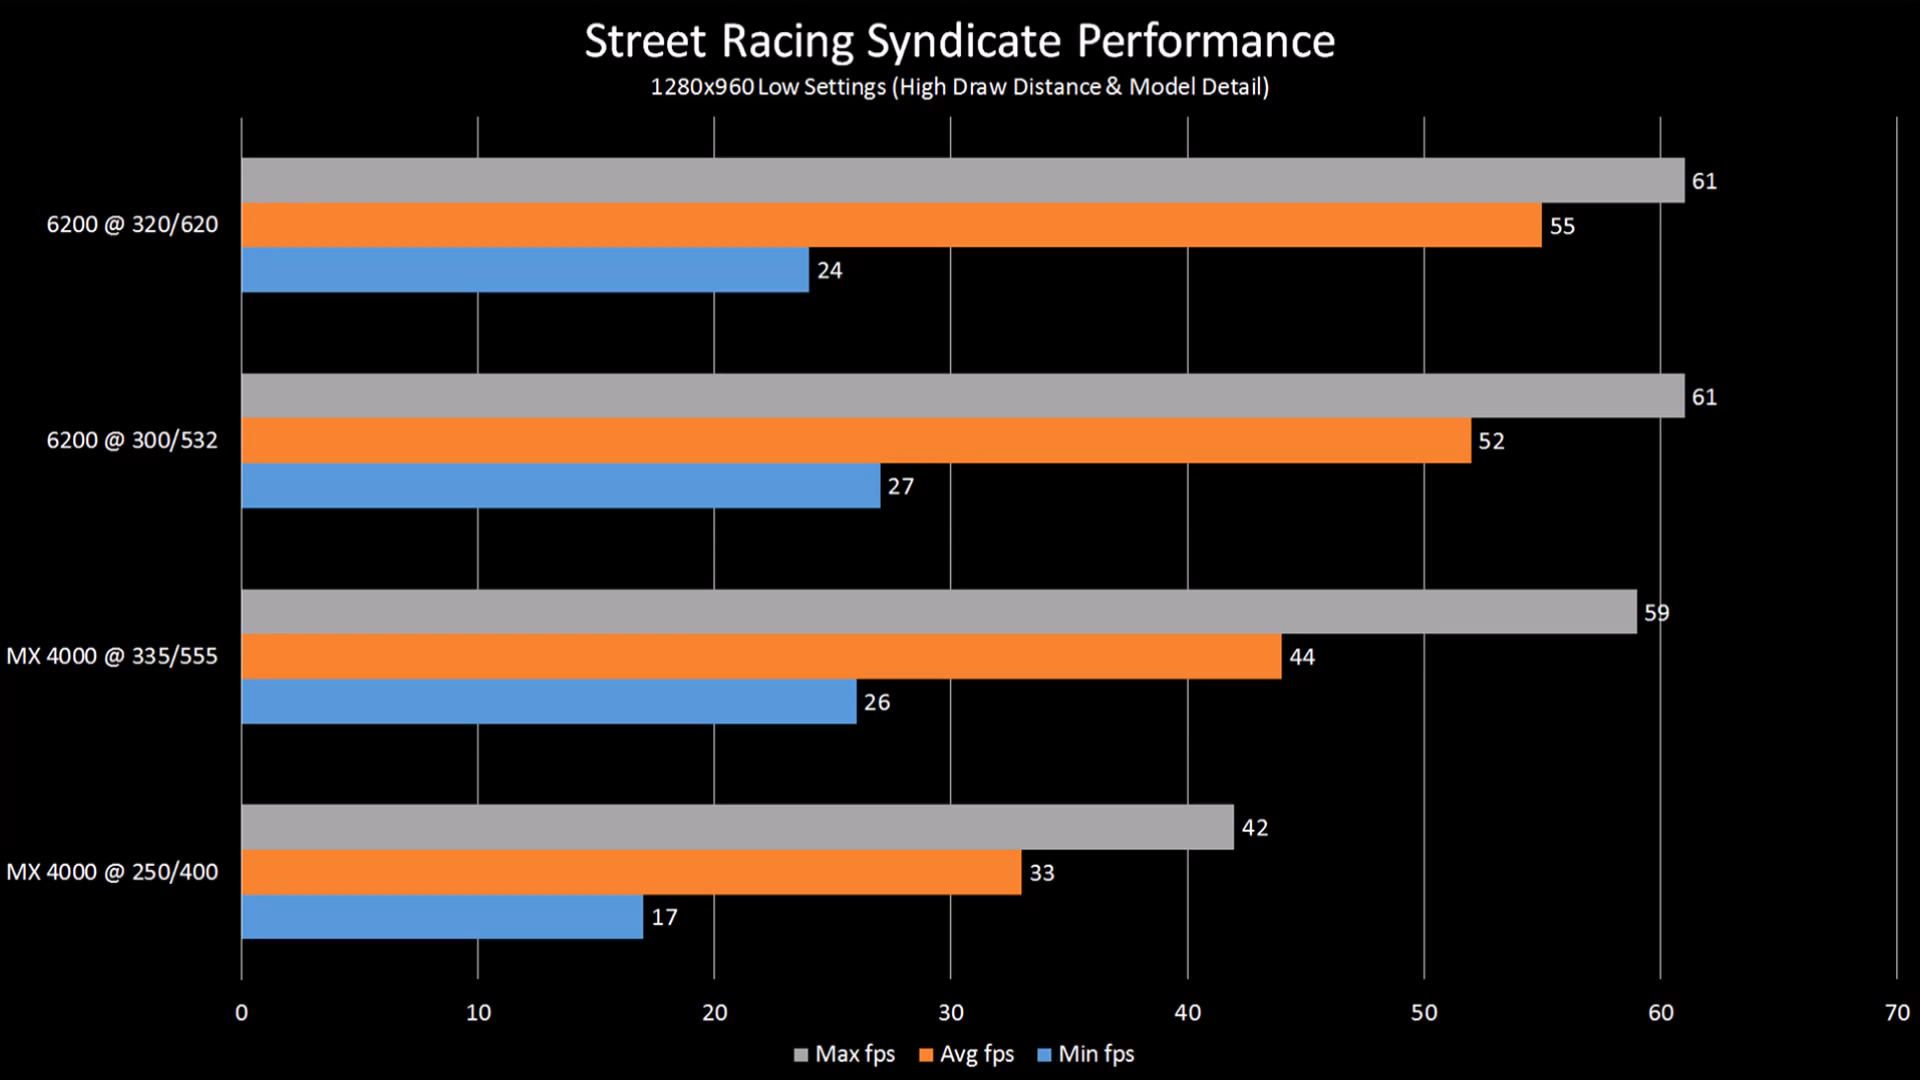 Street Racing Syndicate Performance
1280x960 Low Settings (High Draw Distance & Model Detail)
61
6200 @ 320/620
55
24
61
6200 @ 300/532
52
27
59
MX 4000 @ 335/555
44
26
42
MX 4000 @ 250/400
33
17
0 10 20 30 40 50 60 70
Max fps Avg fps Min fps